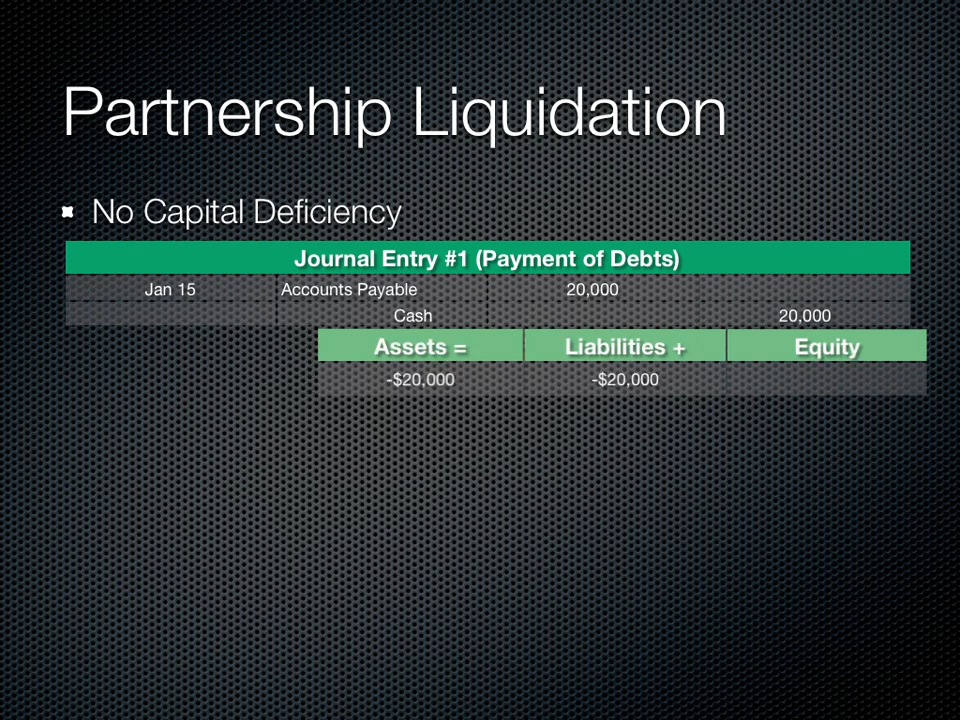 Partnership Liquidation
No Capital Deficiency
Journal Entry #1 (Payment of Debts)
Jan 15 Accounts Payable 20,000
Cash 20,000
Assets = Liabilities + Equity
-$20,000 -$20,000